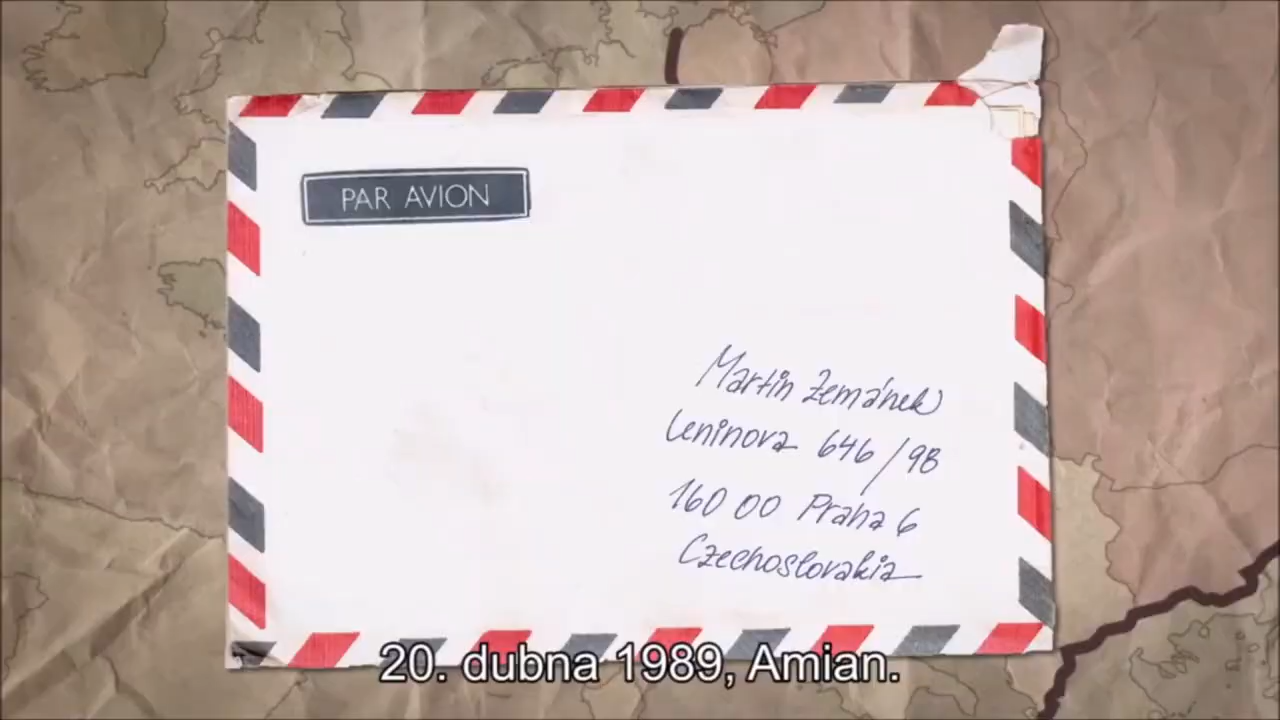 PAR AVION
Martin Zemánek
Leninova 646/98
160 00 Praha 6
Czechoslovakia
20. dubna 1989, Amian.